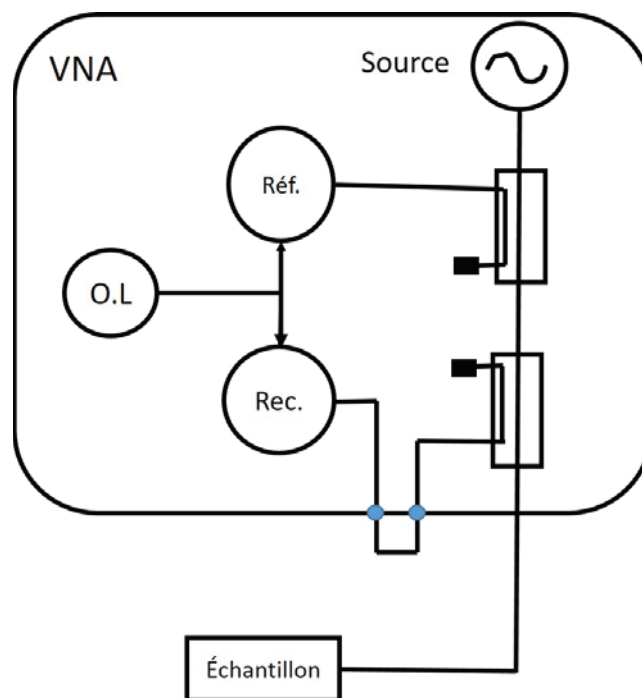 VNA
Source
Réf.
O.L
Rec.
Échantillon